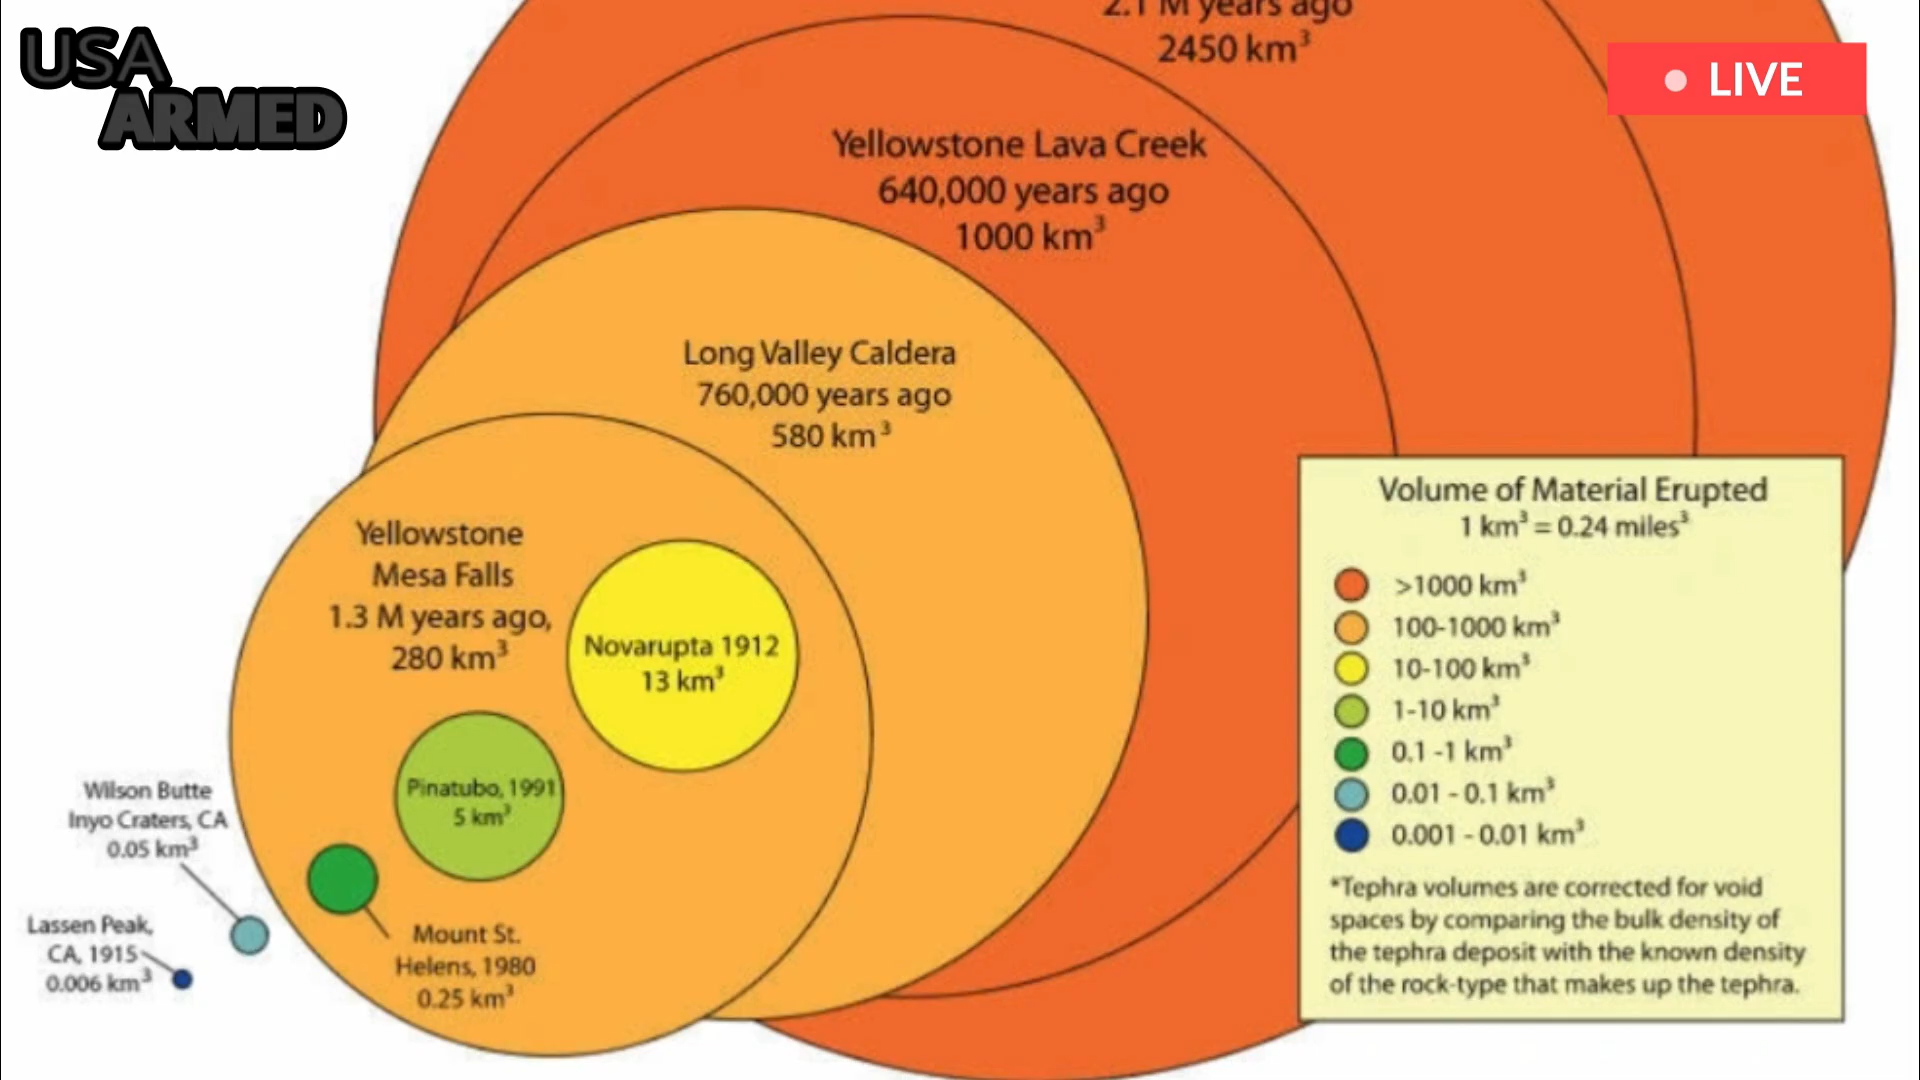 USA
ARMED
LIVE
2.1 M years ago
2450 km³
Yellowstone Lava Creek
640,000 years ago
1000 km³
Long Valley Caldera
760,000 years ago
580 km³
Yellowstone
Mesa Falls
1.3 M years ago,
280 km³
Novarupta 1912
13 km³
Pinatubo, 1991
5 km³
Wilson Butte
Inyo Craters, CA
0.05 km³
Lassen Peak,
CA, 1915
0.006 km³
Mount St.
Helens, 1980
0.25 km³
Volume of Material Erupted
1 km³ = 0.24 miles³
>1000 km³
100-1000 km³
10-100 km³
1-10 km³
0.1 -1 km³
0.01 - 0.1 km³
0.001 - 0.01 km³
*Tephra volumes are corrected for void
spaces by comparing the bulk density of
the tephra deposit with the known density
of the rock-type that makes up the tephra.